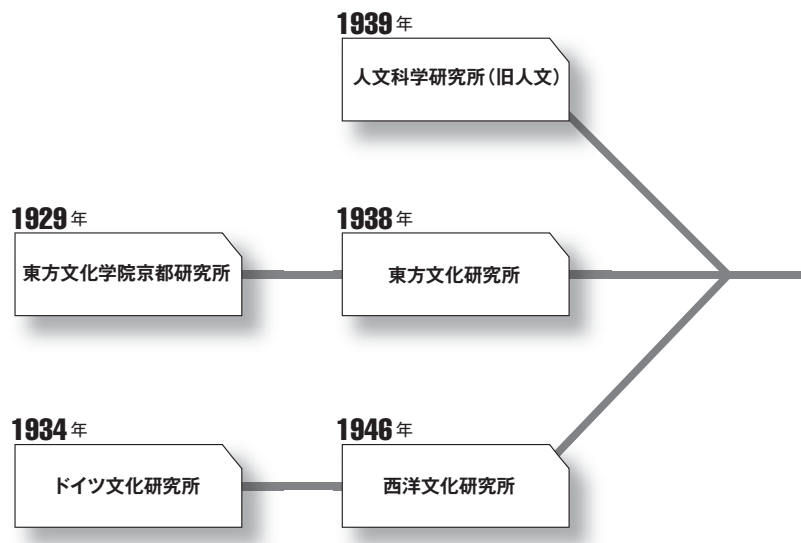 1939年
人文科学研究所(旧人文)
1929年
東方文化学院京都研究所
1938年
東方文化研究所
1934年
ドイツ文化研究所
1946年
西洋文化研究所